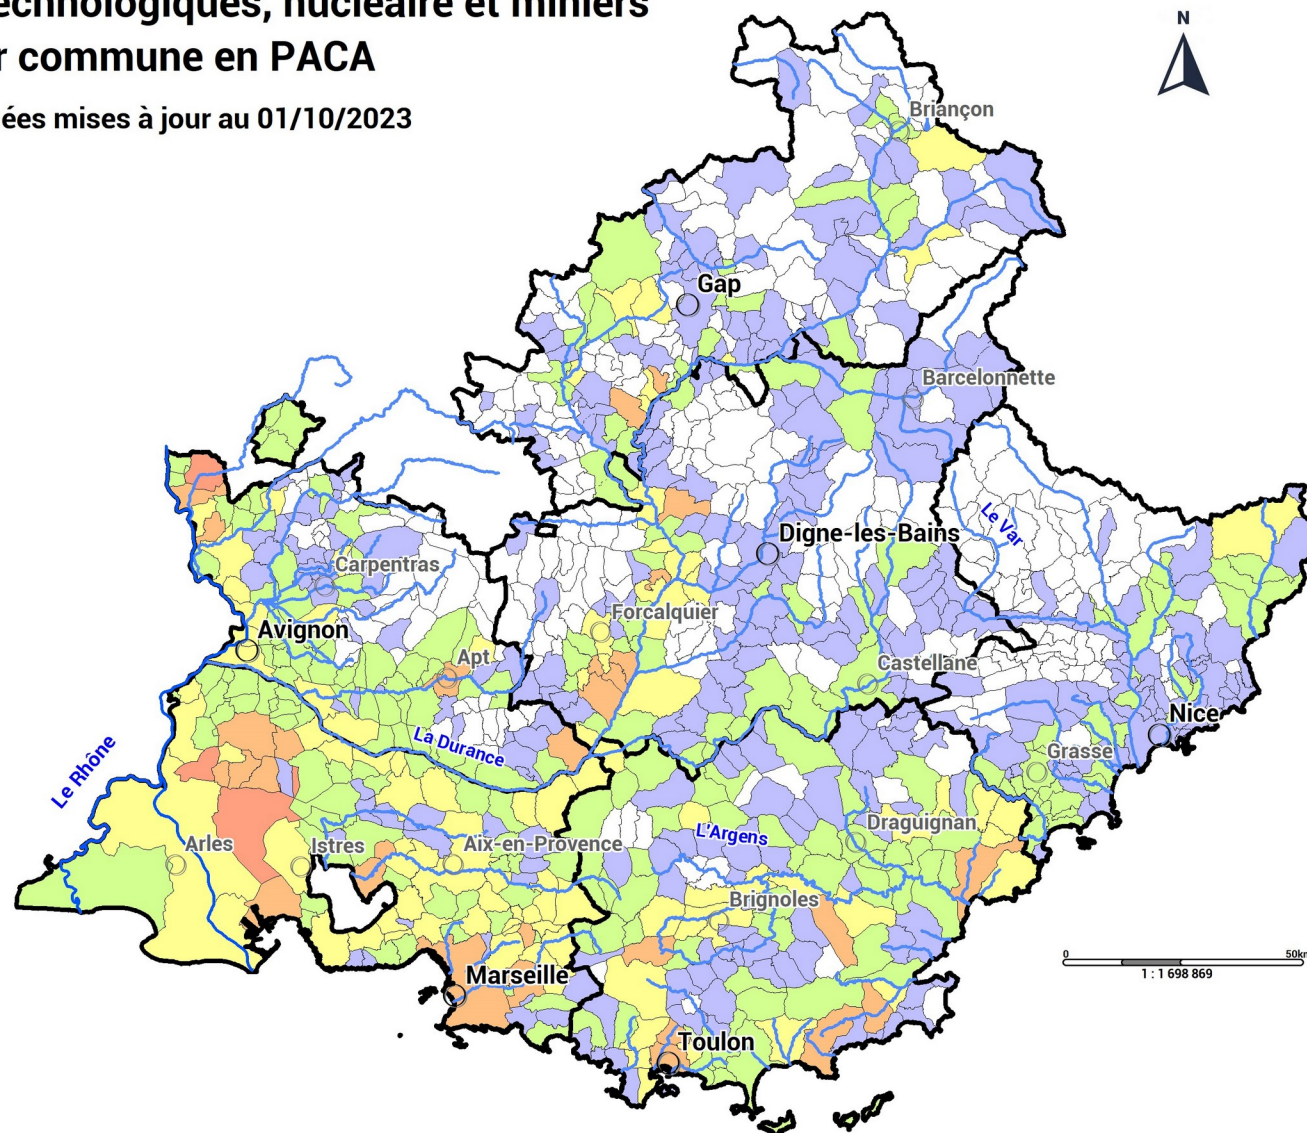 technologiques, nucléaire et miniers
r commune en PACA
ées mises à jour au 01/10/2023
N
Briançon
Gap
Barcelonnette
Le Var
Digne-les-Bains
Carpentras
Forcalquier
Avignon
Apt
Castellane
Nice
La Durance
Grasse
Le Rhône
L'Argens
Draguignan
Arles
Istres
Aix-en-Provence
Brignoles
0 50km
1 : 1 698 869
Marseille
Toulon